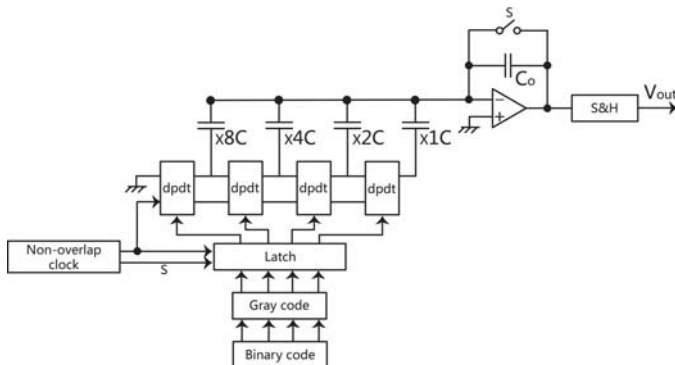 S
Co
Vout
S&H
−
+
x8C
x4C
x2C
x1C
dpdt
dpdt
dpdt
dpdt
Non-overlap
clock
S
Latch
Gray code
Binary code